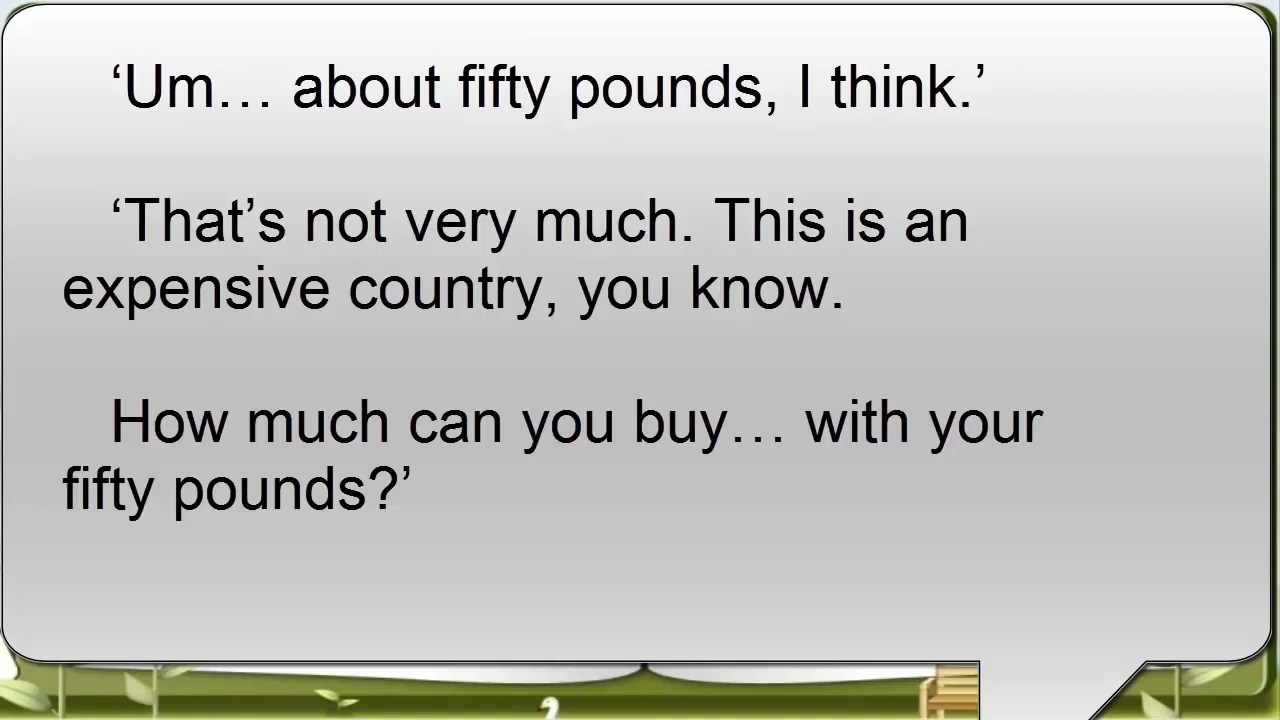 ‘Um… about fifty pounds, I think.’
‘That’s not very much. This is an
expensive country, you know.
How much can you buy… with your
fifty pounds?’